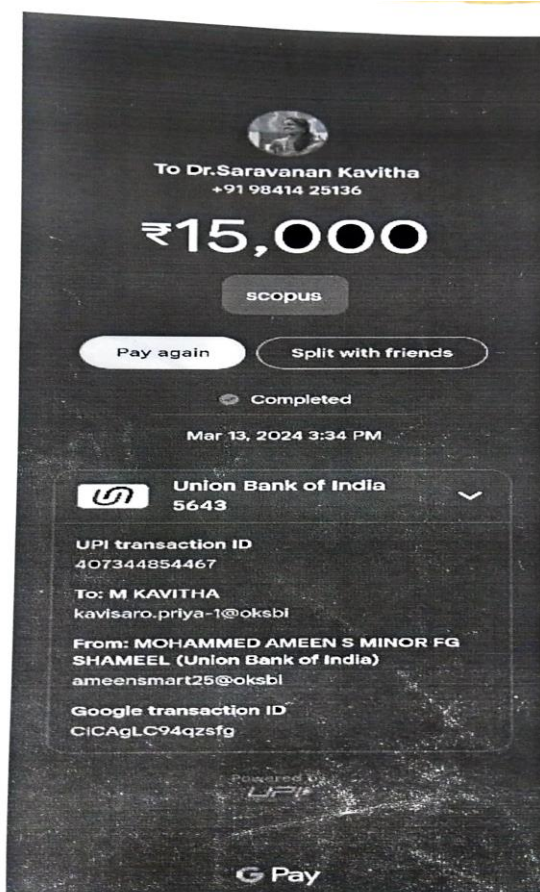 To Dr.Saravanan Kavitha
+91 98414 25136
₹15,000
scopus
Pay again
Split with friends
Completed
Mar 13, 2024 3:34 PM
Union Bank of India
5643
UPI transaction ID
407344854467
To: M KAVITHA
kavisaro.priya-1@oksbi
From: MOHAMMED AMEEN S MINOR FG
SHAMEEL (Union Bank of India)
ameensmart25@oksbi
Google transaction ID
CICAgLC94qzsfg
Powered by
UPI
G Pay